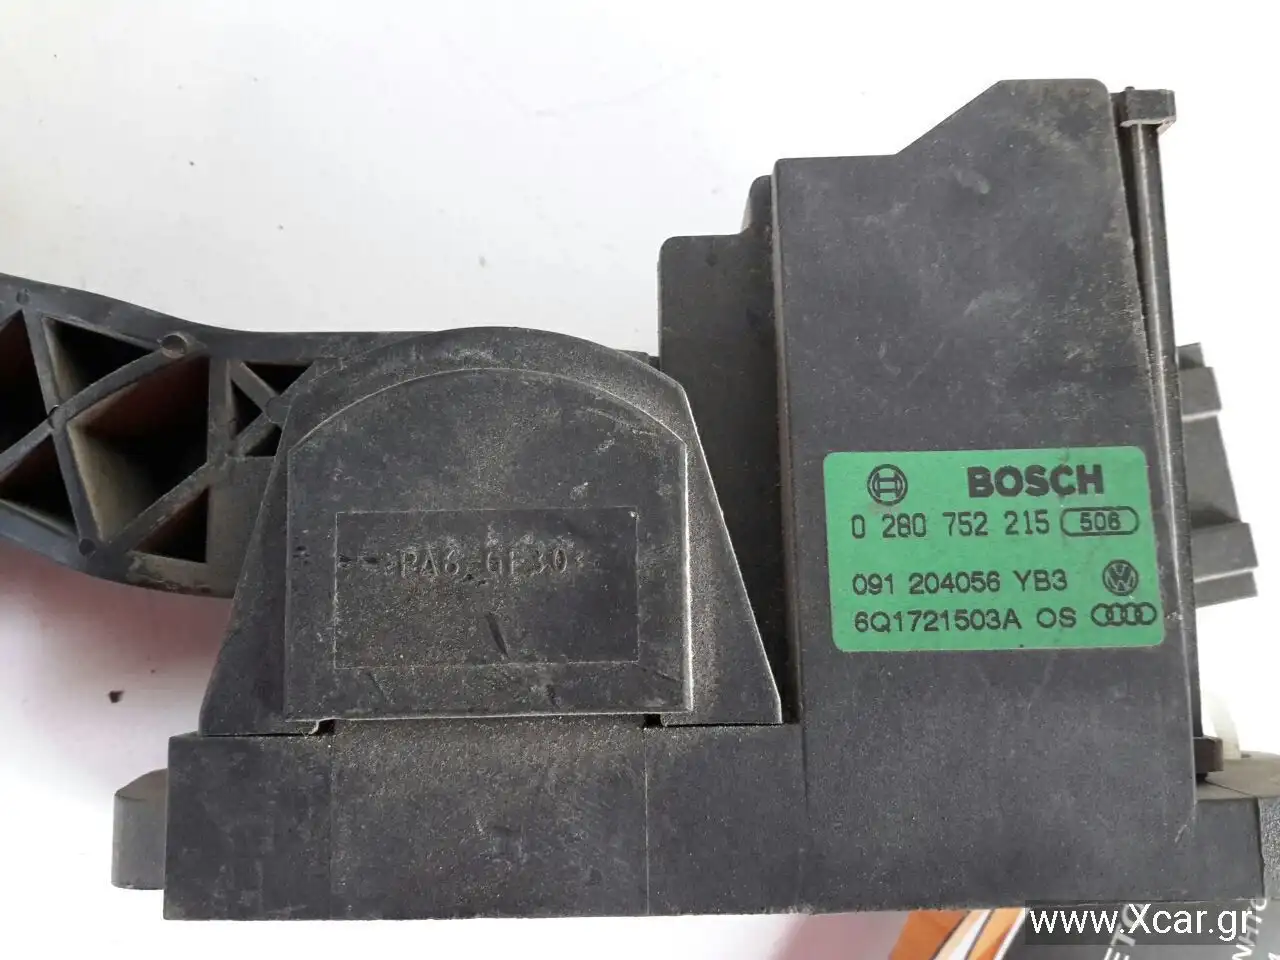 PA6 GF30
BOSCH
0 280 752 215 506
091 204056 YB3
6Q1721503A OS
www.Xcar.gr